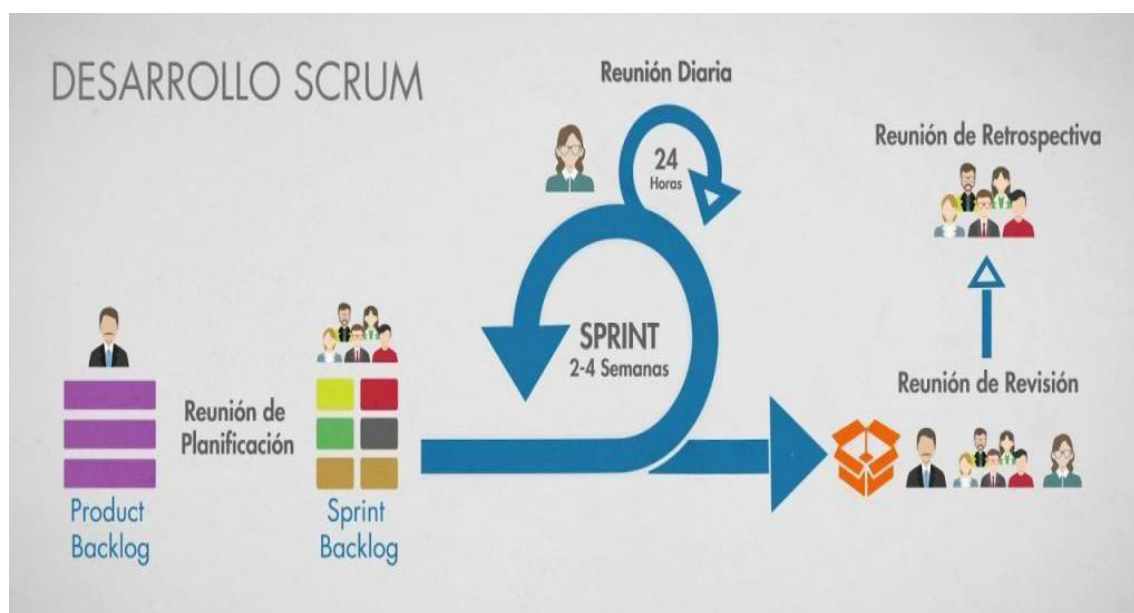 DESARROLLO SCRUM
Reunión Diaria
24
Horas
Reunión de Retrospectiva
SPRINT
2-4 Semanas
Reunión de Revisión
Reunión de
Planificación
Product
Backlog
Sprint
Backlog